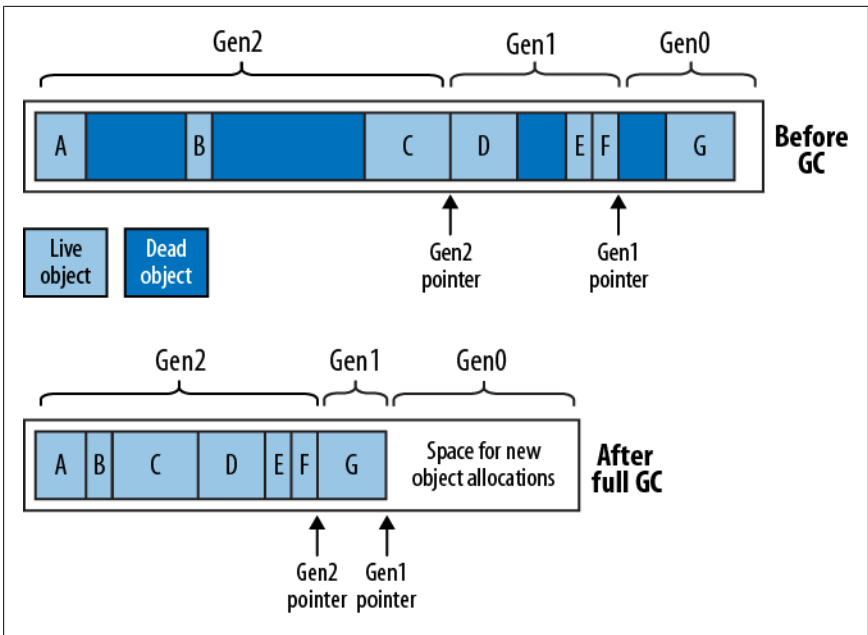 Gen2
Gen1
Gen0
A
B
C
D
E
F
G
Before
GC
Gen2
pointer
Gen1
pointer
Live
object
Dead
object
Gen2
Gen1
Gen0
A
B
C
D
E
F
G
Space for new
object allocations
After
full GC
Gen2
pointer
Gen1
pointer